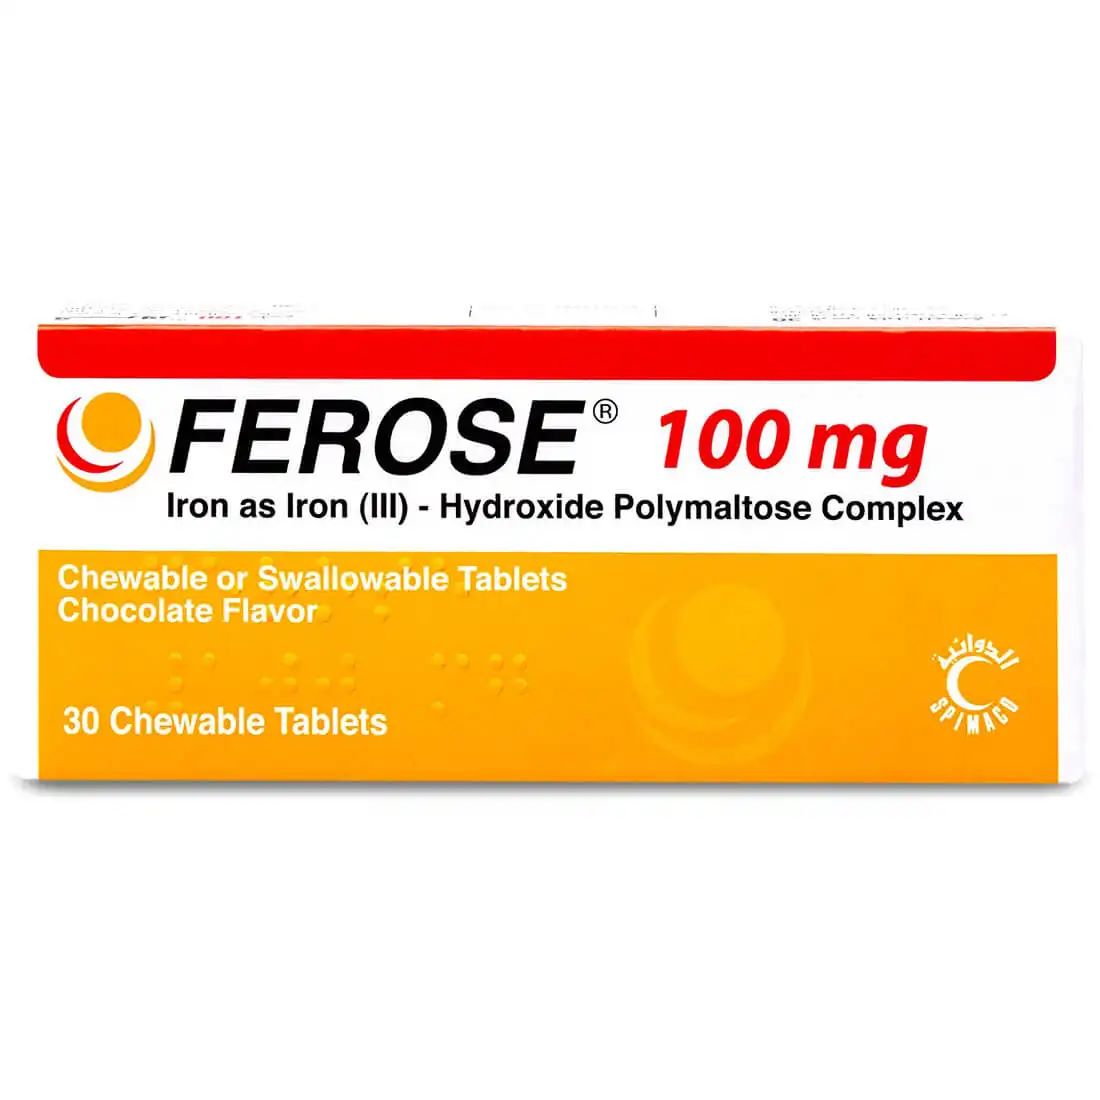 FEROSE® 100 mg
Iron as Iron (III) - Hydroxide Polymaltose Complex
Chewable or Swallowable Tablets
Chocolate Flavor
30 Chewable Tablets
الدوائية
SPIMACO